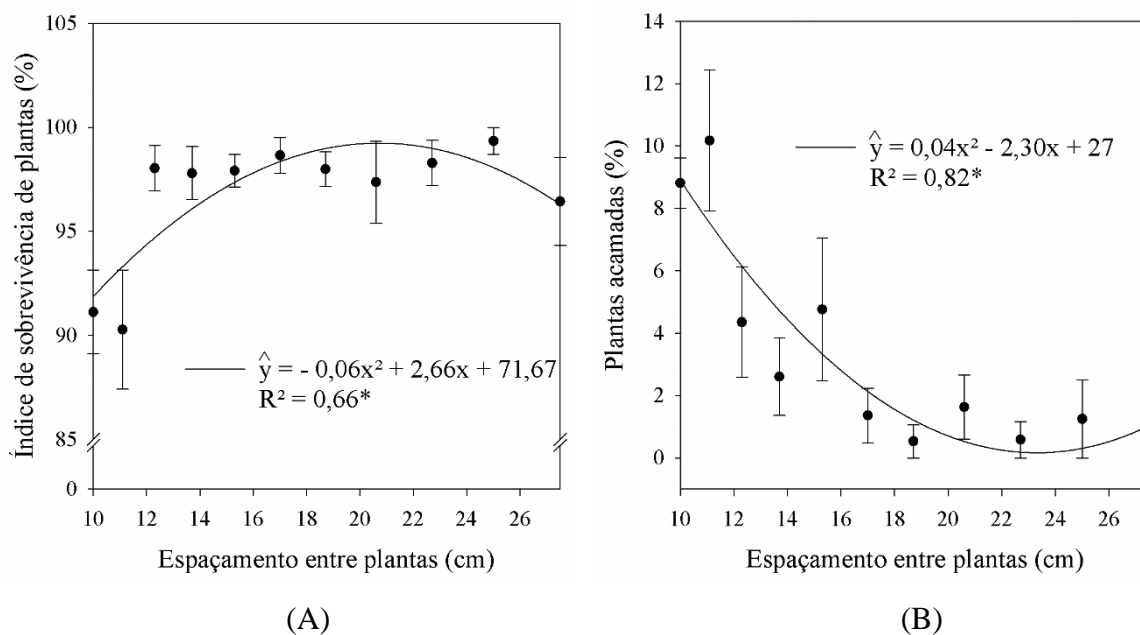 105
100
95
90
85
0
Índice de sobrevivência de plantas (%)
ŷ = - 0,06x² + 2,66x + 71,67
R² = 0,66*
10 12 14 16 18 20 22 24 26
Espaçamento entre plantas (cm)
(A)
14
12
10
8
6
4
2
0
Plantas acamadas (%)
ŷ = 0,04x² - 2,30x + 27
R² = 0,82*
10 12 14 16 18 20 22 24 26
Espaçamento entre plantas (cm)
(B)